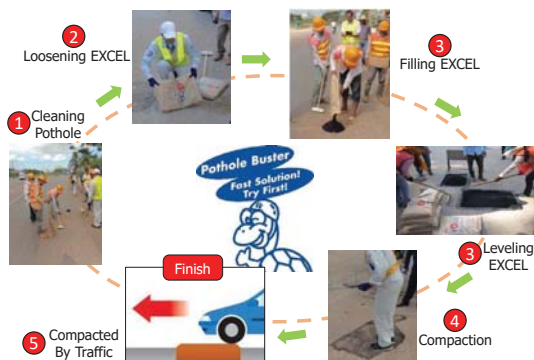 2
Loosening EXCEL
3
Filling EXCEL
1 Cleaning
Pothole
Pothole Buster
Fast Solution!
Try First!
3 Leveling
EXCEL
Finish
4
Compaction
5 Compacted
By Traffic